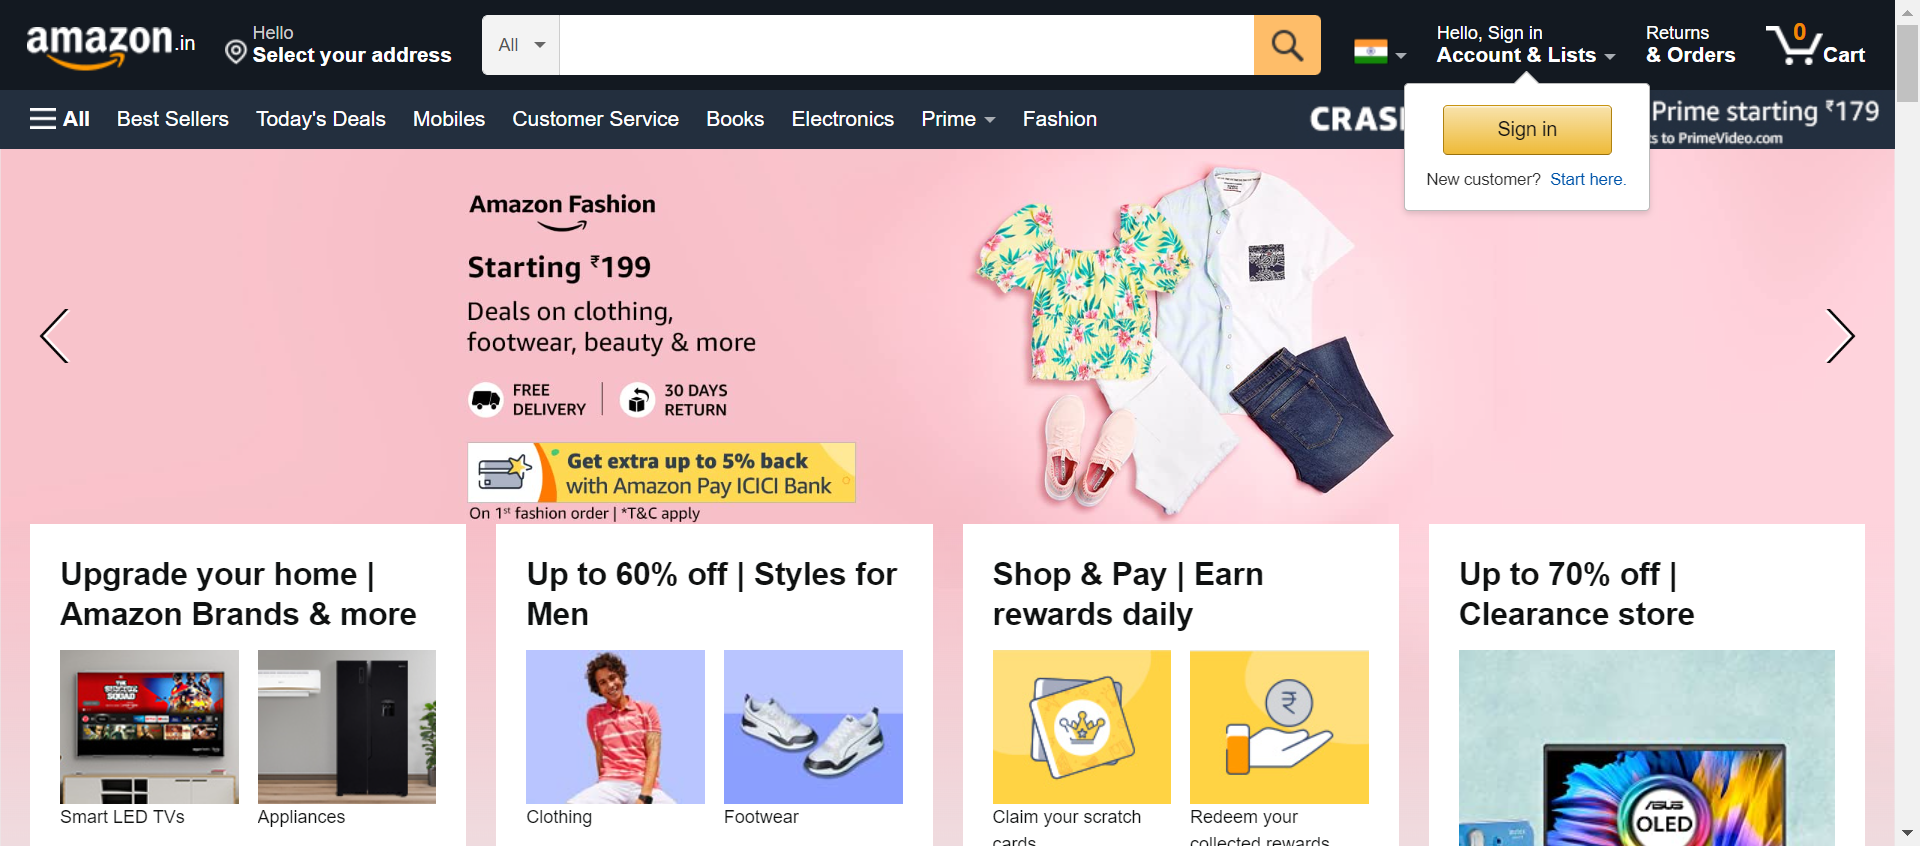 amazon.in
Hello
Select your address
All
Hello, Sign in
Account & Lists
Returns
& Orders
0
Cart
All
Best Sellers
Today's Deals
Mobiles
Customer Service
Books
Electronics
Prime
Fashion
Prime starting ₹179
to PrimeVideo.com
Sign in
New customer? Start here.
Amazon Fashion
Starting ₹199
Deals on clothing,
footwear, beauty & more
FREE
DELIVERY
30 DAYS
RETURN
Get extra up to 5% back
with Amazon Pay ICICI Bank
On 1st fashion order | *T&C apply
Upgrade your home |
Amazon Brands & more
THE
SUICIDE
SQUAD
Smart LED TVs
Appliances
Up to 60% off | Styles for
Men
Clothing
Footwear
Shop & Pay | Earn
rewards daily
Claim your scratch
cards
Redeem your
collected rewards
Up to 70% off |
Clearance store
ASUS
OLED